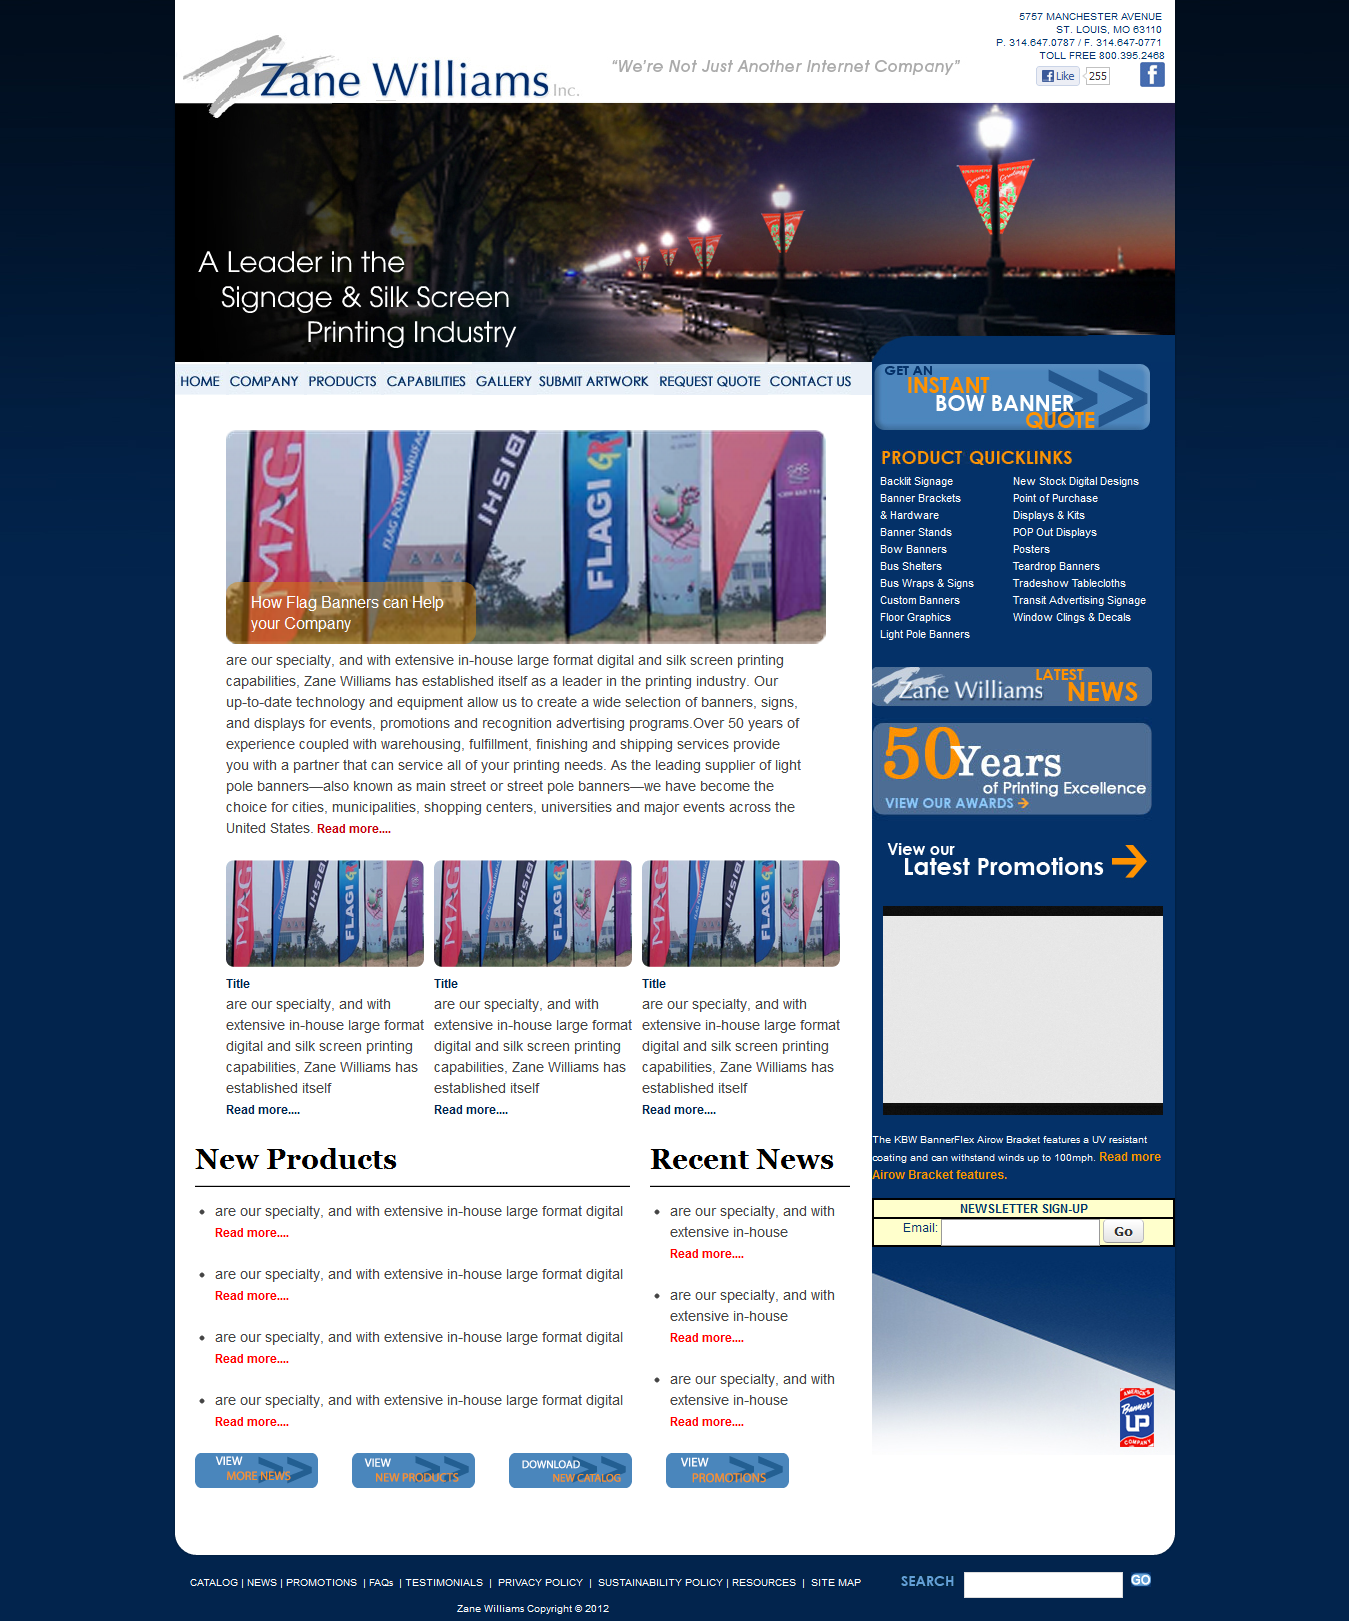 5757 MANCHESTER AVENUE
ST. LOUIS, MO 63110
P. 314.647.0787 / F. 314-647-0771
TOLL FREE 800.395.2468
Like 255
Zane Williams Inc.
"We're Not Just Another Internet Company"
Season's Greetings
A Leader in the
Signage & Silk Screen
Printing Industry
HOME COMPANY PRODUCTS CAPABILITIES GALLERY SUBMIT ARTWORK REQUEST QUOTE CONTACT US
GET AN
INSTANT
BOW BANNER
QUOTE
MAG
FLAG POLE MANUFAC
IHSIBH
FLAGI
How Flag Banners can Help
your Company
are our specialty, and with extensive in-house large format digital and silk screen printing
capabilities, Zane Williams has established itself as a leader in the printing industry. Our
up-to-date technology and equipment allow us to create a wide selection of banners, signs,
and displays for events, promotions and recognition advertising programs.Over 50 years of
experience coupled with warehousing, fulfillment, finishing and shipping services provide
you with a partner that can service all of your printing needs. As the leading supplier of light
pole banners—also known as main street or street pole banners—we have become the
choice for cities, municipalities, shopping centers, universities and major events across the
United States. Read more....
Title
are our specialty, and with
extensive in-house large format
digital and silk screen printing
capabilities, Zane Williams has
established itself
Read more....
Title
are our specialty, and with
extensive in-house large format
digital and silk screen printing
capabilities, Zane Williams has
established itself
Read more....
Title
are our specialty, and with
extensive in-house large format
digital and silk screen printing
capabilities, Zane Williams has
established itself
Read more....
New Products
are our specialty, and with extensive in-house large format digital
Read more....
are our specialty, and with extensive in-house large format digital
Read more....
are our specialty, and with extensive in-house large format digital
Read more....
are our specialty, and with extensive in-house large format digital
Read more....
Recent News
are our specialty, and with
extensive in-house
Read more....
are our specialty, and with
extensive in-house
Read more....
are our specialty, and with
extensive in-house
Read more....
VIEW
MORE NEWS
VIEW
NEW PRODUCTS
DOWNLOAD
NEW CATALOG
VIEW
PROMOTIONS
PRODUCT QUICKLINKS
Backlit Signage
Banner Brackets
& Hardware
Banner Stands
Bow Banners
Bus Shelters
Bus Wraps & Signs
Custom Banners
Floor Graphics
Light Pole Banners
New Stock Digital Designs
Point of Purchase
Displays & Kits
POP Out Displays
Posters
Teardrop Banners
Tradeshow Tablecloths
Transit Advertising Signage
Window Clings & Decals
Zane Williams
LATEST
NEWS
50 Years
of Printing Excellence
VIEW OUR AWARDS
View our
Latest Promotions
The KBW BannerFlex Airow Bracket features a UV resistant
coating and can withstand winds up to 100mph. Read more
Airow Bracket features.
NEWSLETTER SIGN-UP
Email: Go
AMERICA'S
Banner
UP
COMPANY
CATALOG | NEWS | PROMOTIONS | FAQs | TESTIMONIALS | PRIVACY POLICY | SUSTAINABILITY POLICY | RESOURCES | SITE MAP
SEARCH GO
Zane Williams Copyright © 2012